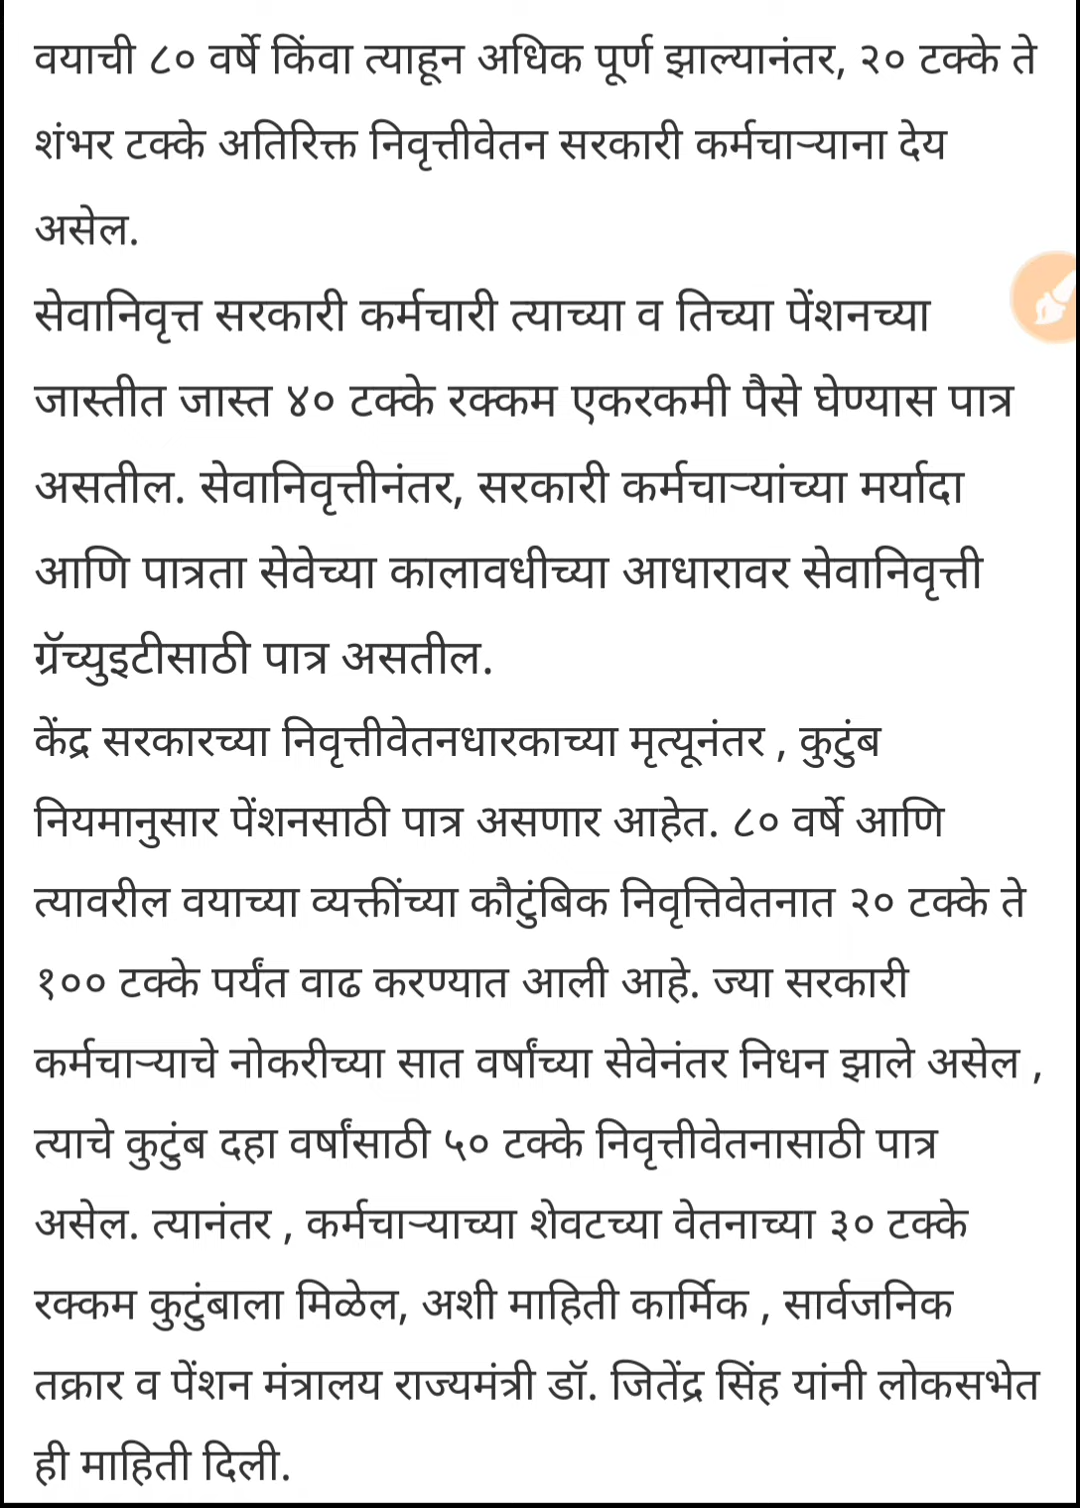 वयाची ८० वर्षे किंवा त्याहून अधिक पूर्ण झाल्यानंतर, २० टक्के ते
शंभर टक्के अतिरिक्त निवृत्तीवेतन सरकारी कर्मचाऱ्याना देय
असेल.
सेवानिवृत्त सरकारी कर्मचारी त्याच्या व तिच्या पेंशनच्या
जास्तीत जास्त ४० टक्के रक्कम एकरकमी पैसे घेण्यास पात्र
असतील. सेवानिवृत्तीनंतर, सरकारी कर्मचाऱ्यांच्या मर्यादा
आणि पात्रता सेवेच्या कालावधीच्या आधारावर सेवानिवृत्ती
ग्रॅच्युइटीसाठी पात्र असतील.
केंद्र सरकारच्या निवृत्तीवेतनधारकाच्या मृत्यूनंतर , कुटुंब
नियमानुसार पेंशनसाठी पात्र असणार आहेत. ८० वर्षे आणि
त्यावरील वयाच्या व्यक्तींच्या कौटुंबिक निवृत्तिवेतनात २० टक्के ते
१०० टक्के पर्यंत वाढ करण्यात आली आहे. ज्या सरकारी
कर्मचाऱ्याचे नोकरीच्या सात वर्षांच्या सेवेनंतर निधन झाले असेल ,
त्याचे कुटुंब दहा वर्षांसाठी ५० टक्के निवृत्तीवेतनासाठी पात्र
असेल. त्यानंतर , कर्मचाऱ्याच्या शेवटच्या वेतनाच्या ३० टक्के
रक्कम कुटुंबाला मिळेल, अशी माहिती कार्मिक , सार्वजनिक
तक्रार व पेंशन मंत्रालय राज्यमंत्री डॉ. जितेंद्र सिंह यांनी लोकसभेत
ही माहिती दिली.